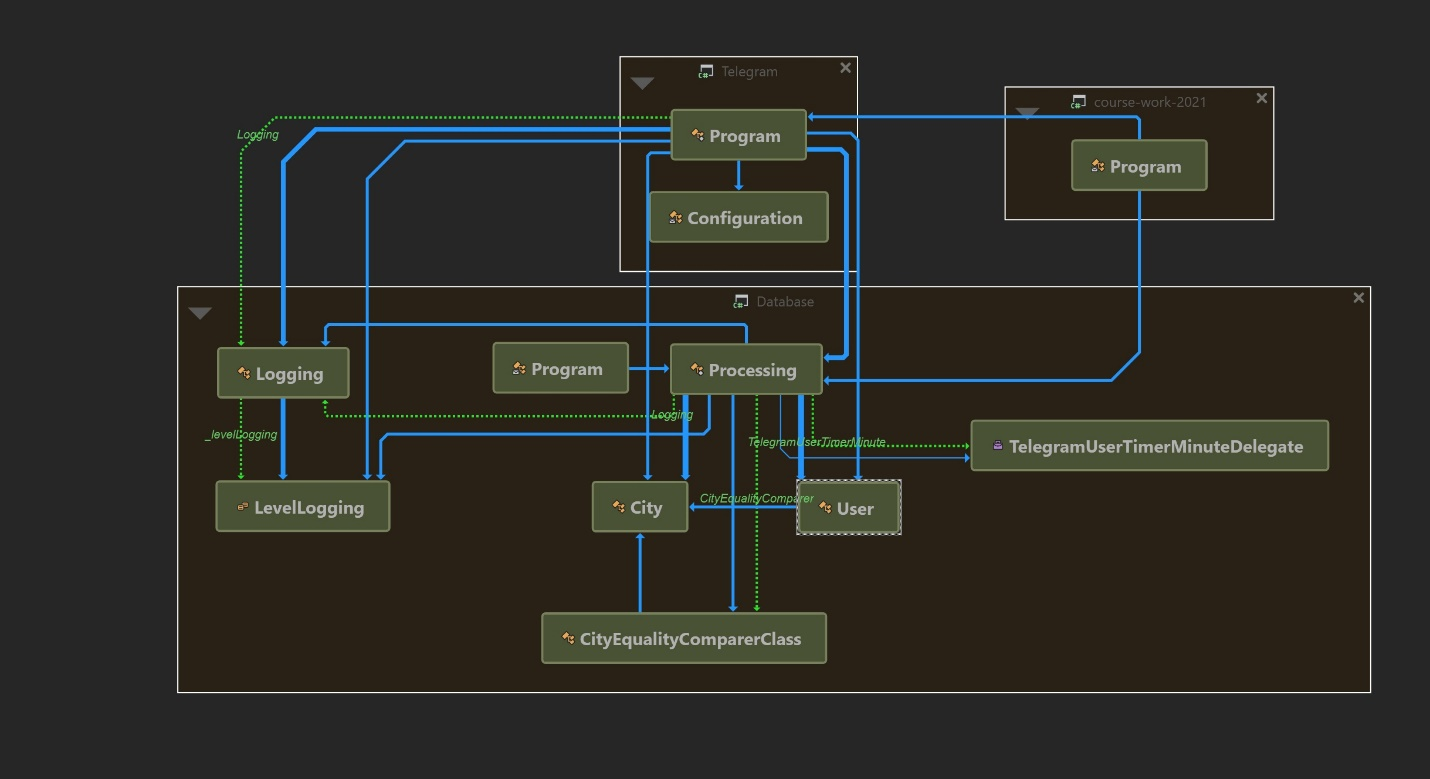 Telegram
course-work-2021
Program
Logging
Program
Configuration
Database
Logging
Program
Processing
Logging
_levelLogging
TelegramUserTimerMinute
TelegramUserTimerMinuteDelegate
CityEqualityComparer
LevelLogging
City
User
CityEqualityComparerClass